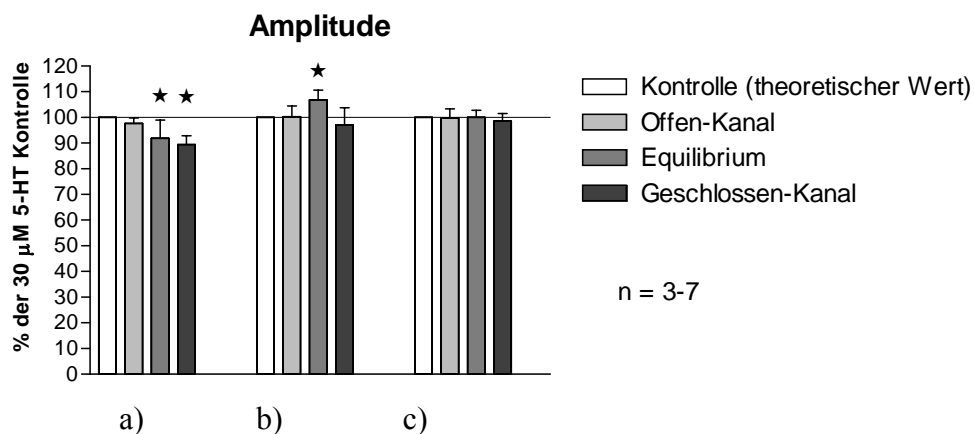 Amplitude
% der 30 µM 5-HT Kontrolle
120
110
100
90
80
70
60
50
40
30
20
10
0
★ ★
★
a) b) c)
Kontrolle (theoretischer Wert)
Offen-Kanal
Equilibrium
Geschlossen-Kanal
n = 3-7